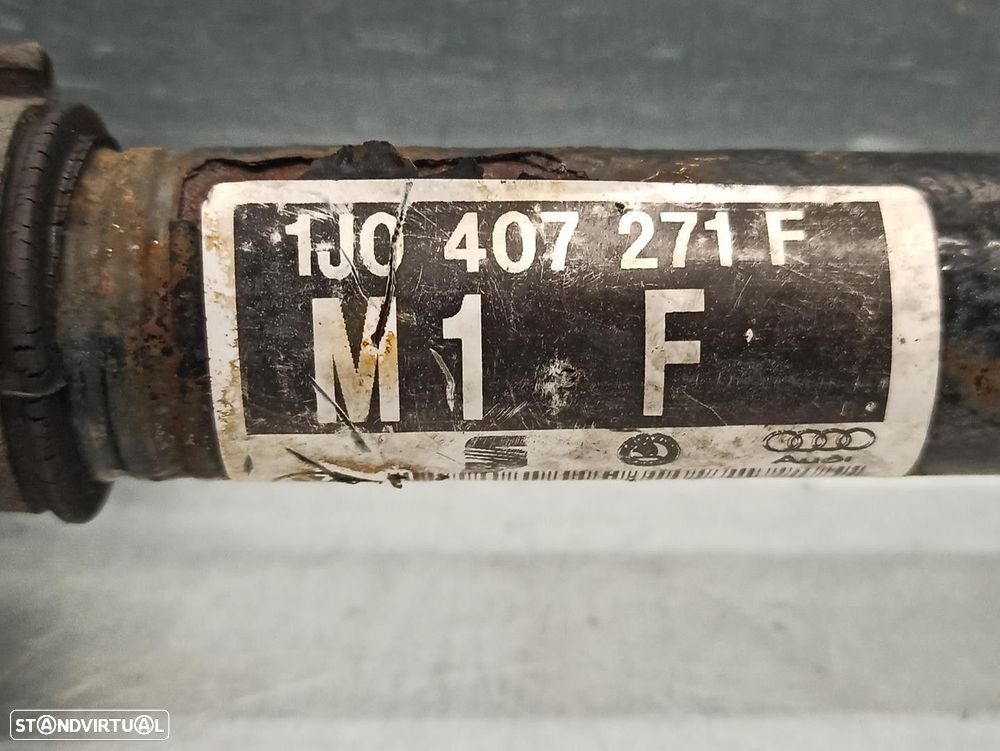 1J0 407 271 F
M 1 F
Audi
STANDVIRTUAL